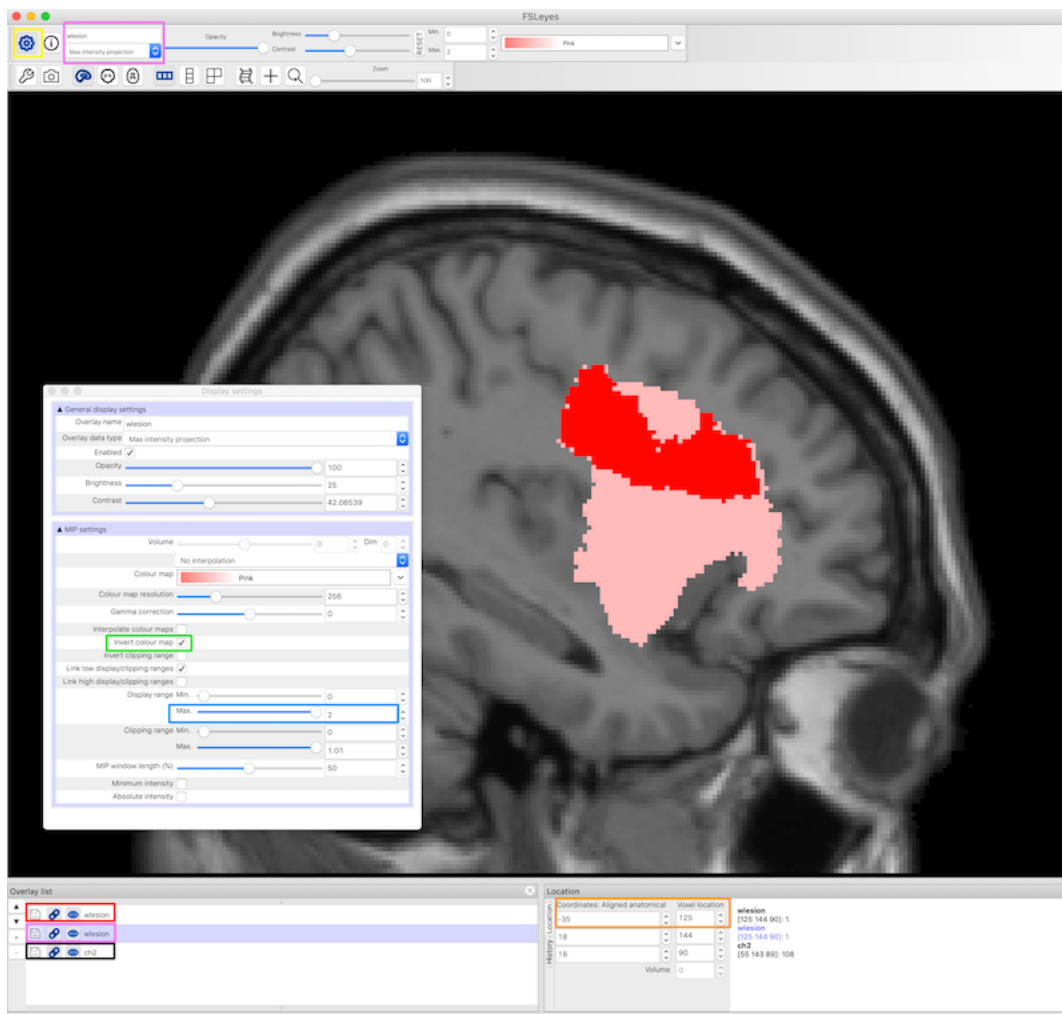 FSLeyes
wlesion
Max intensity projection
Opacity
Brightness
Contrast
RESET
Min. 0
Max. 2
Pink
Zoom
100
Display settings
▲ General display settings
Overlay name wlesion
Overlay data type Max intensity projection
Enabled
Opacity 100
Brightness 25
Contrast 42.08539
▲ MIP settings
Volume 0 Dim 0
No interpolation
Colour map Pink
Colour map resolution 256
Gamma correction 0
Interpolate colour maps
Invert colour map
Invert clipping range
Link low display/clipping ranges
Link high display/clipping ranges
Display range Min. 0
Max. 2
Clipping range Min. 0
Max. 1.01
MIP window length (%) 50
Minimum intensity
Absolute intensity
Overlay list
wlesion
wlesion
ch2
Location
History Location
Coordinates: Aligned anatomical Voxel location
-35 125
18 144
18 90
Volume 0
wlesion
[125 144 90]: 1
wlesion
[125 144 90]: 1
ch2
[55 143 89]: 108